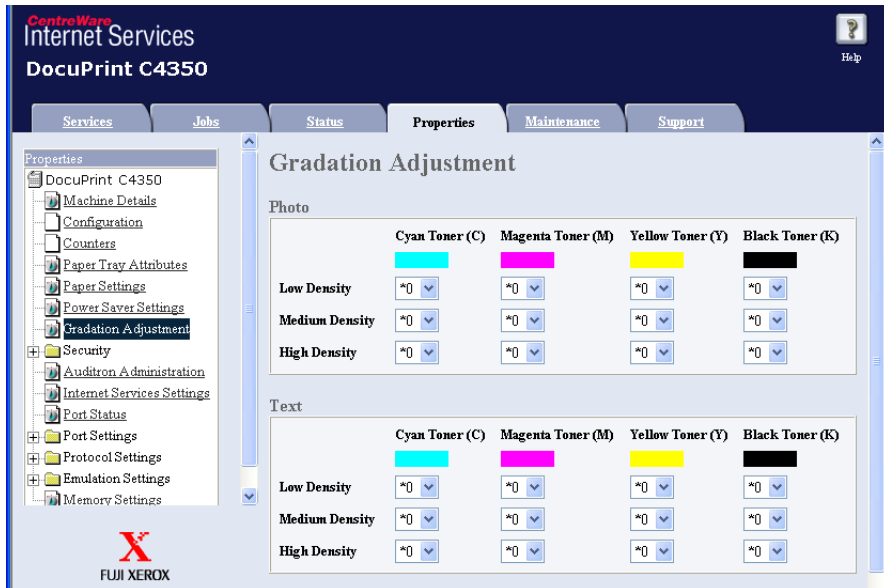 CentreWare
Internet Services
DocuPrint C4350
?
Help
Services Jobs Status Properties Maintenance Support
Properties
DocuPrint C4350
Machine Details
Configuration
Counters
Paper Tray Attributes
Paper Settings
Power Saver Settings
Gradation Adjustment
Security
Auditron Administration
Internet Services Settings
Port Status
Port Settings
Protocol Settings
Emulation Settings
Memory Settings
X
FUJI XEROX
Gradation Adjustment
Photo
Cyan Toner (C) Magenta Toner (M) Yellow Toner (Y) Black Toner (K)
Low Density *0 *0 *0 *0
Medium Density *0 *0 *0 *0
High Density *0 *0 *0 *0
Text
Cyan Toner (C) Magenta Toner (M) Yellow Toner (Y) Black Toner (K)
Low Density *0 *0 *0 *0
Medium Density *0 *0 *0 *0
High Density *0 *0 *0 *0